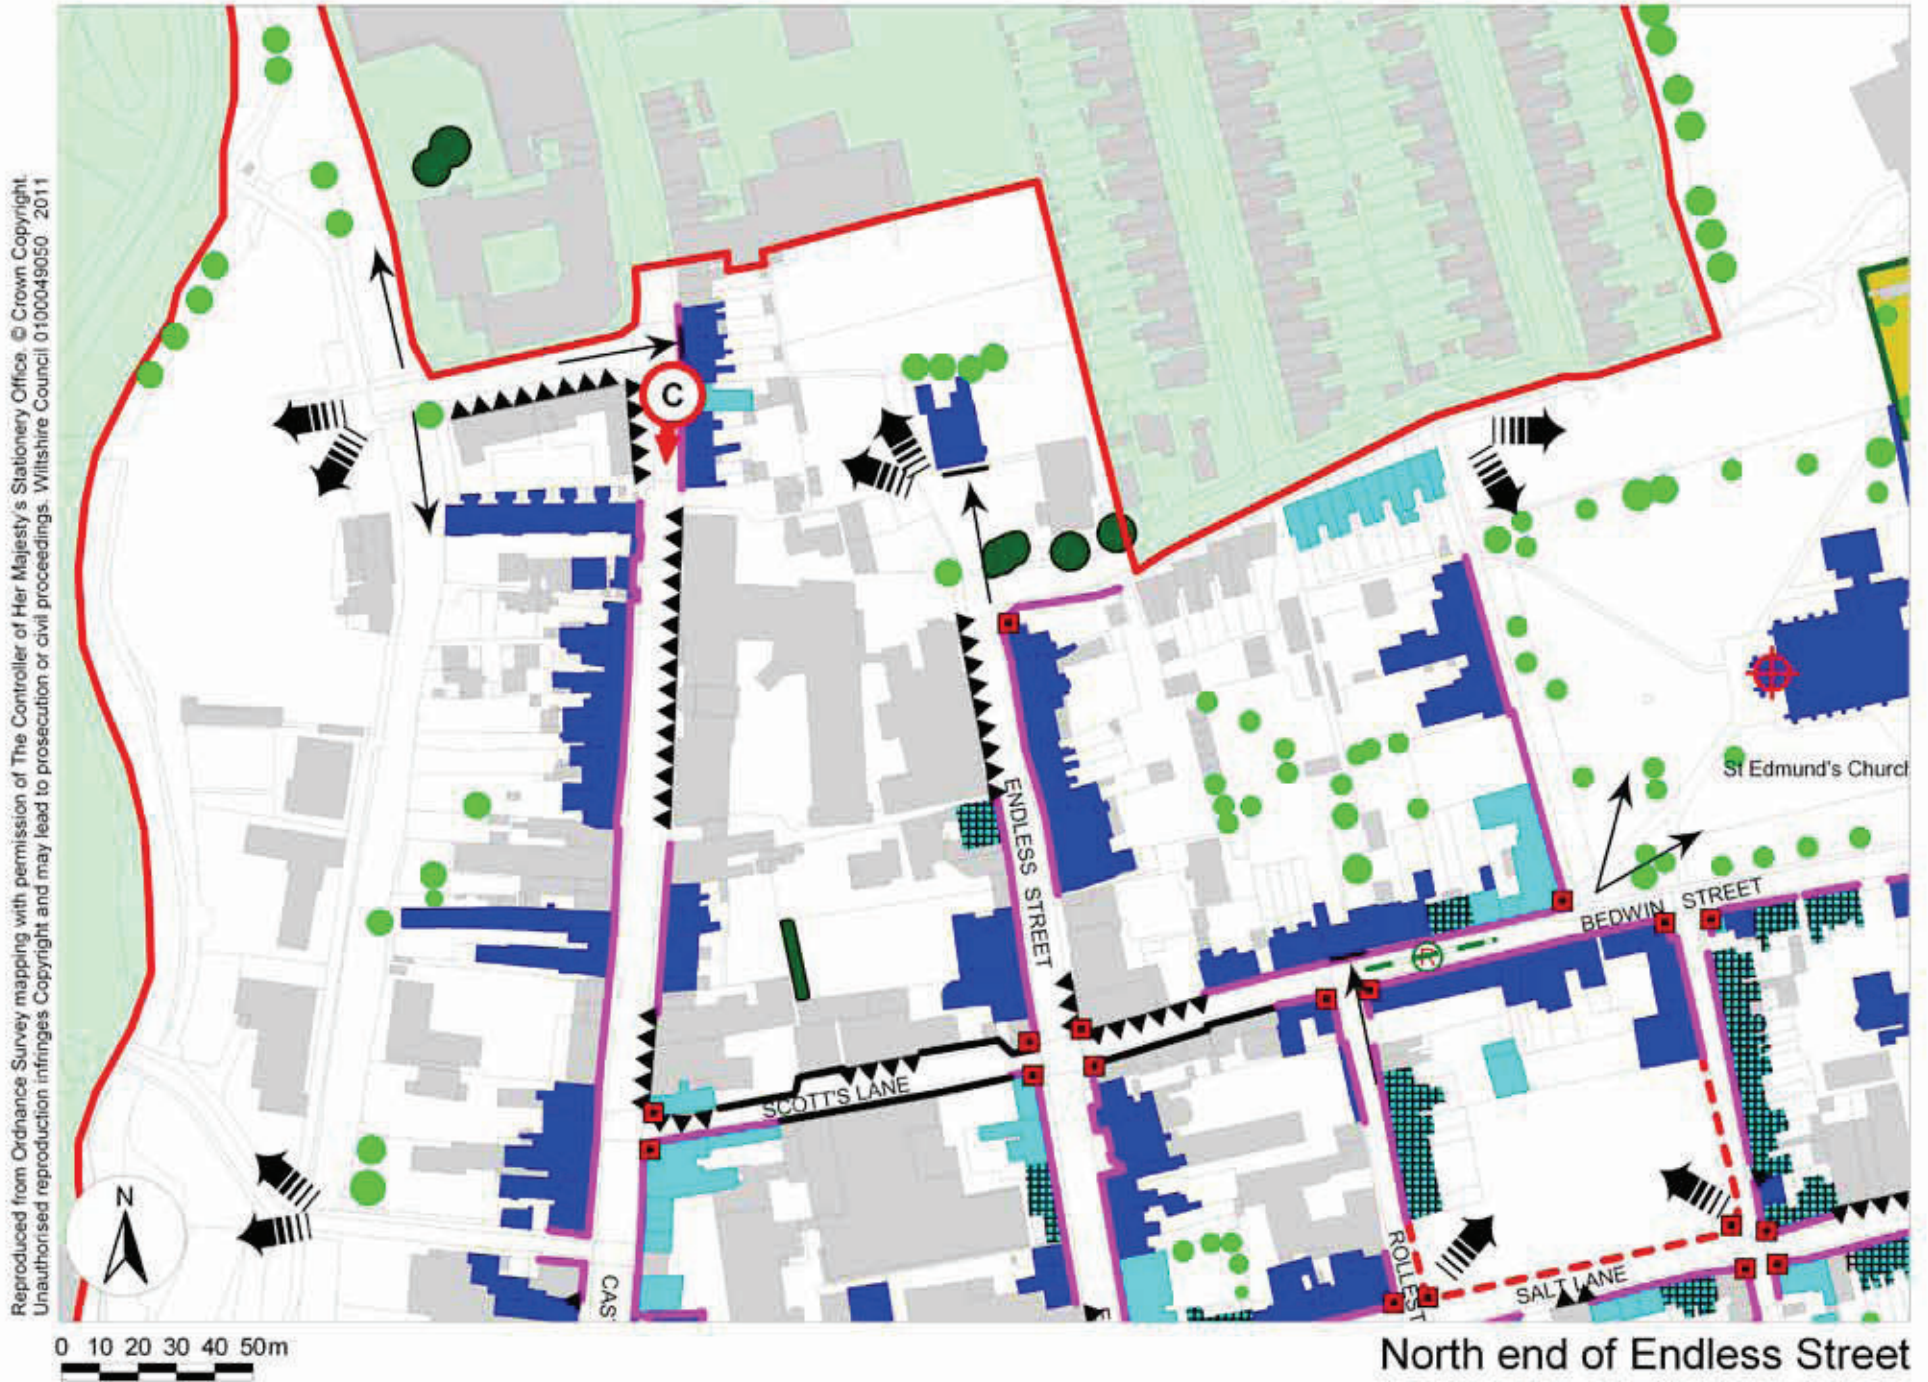 Reproduced from Ordnance Survey mapping with permission of The Controller of Her Majesty's Stationery Office. © Crown Copyright.
Unauthorised reproduction infringes Copyright and may lead to prosecution or civil proceedings. Wiltshire Council 0100049050 2011
C
St Edmund's Church
ENDLESS STREET
BEDWIN STREET
R
SCOTT'S LANE
N
CAS
ROLLEST
SALT LANE
E
0 10 20 30 40 50m
North end of Endless Street